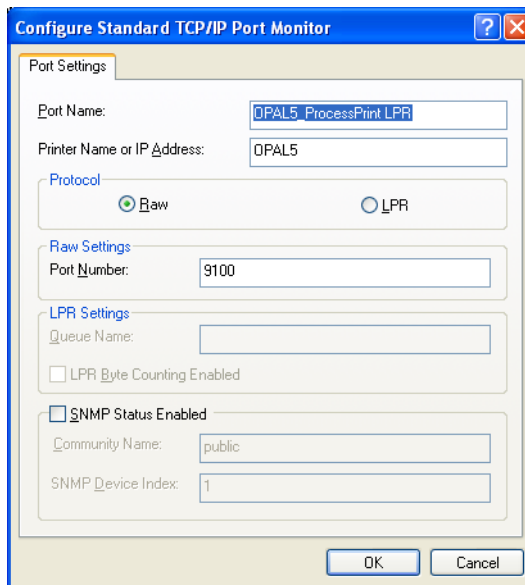 Configure Standard TCP/IP Port Monitor
Port Settings
Port Name: OPAL5_ProcessPrint LPR
Printer Name or IP Address: OPAL5
Protocol
Raw LPR
Raw Settings
Port Number: 9100
LPR Settings
Queue Name:
LPR Byte Counting Enabled
SNMP Status Enabled
Community Name: public
SNMP Device Index: 1
OK Cancel